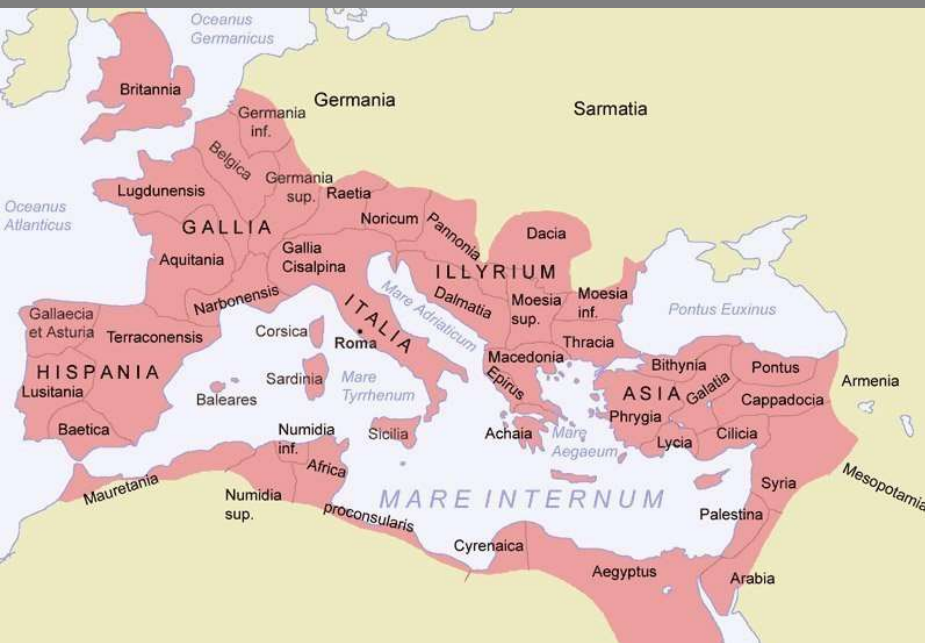 Oceanus
Germanicus
Britannia
Germania
Sarmatia
Germania
inf.
Belgica
Germania
sup.
Raetia
Lugdunensis
Oceanus
Atlanticus
GALLIA
Noricum
Pannonia
Dacia
Gallia
Cisalpina
Aquitania
ILLYRIUM
Narbonensis
Mare Adriaticum
Dalmatia
Moesia
sup.
Moesia
inf.
Pontus Euxinus
Gallaecia
et Asturia
Terraconensis
Corsica
ITALIA
Roma
Thracia
Macedonia
Epirus
Bithynia
Pontus
HISPANIA
Lusitania
Sardinia
Mare
Tyrrhenum
Baleares
ASIA
Galatia
Armenia
Phrygia
Cappadocia
Baetica
Numidia
inf.
Sicilia
Achaia
Mare
Aegaeum
Lycia
Cilicia
Africa
proconsularis
Mauretania
Numidia
sup.
MARE INTERNUM
Syria
Mesopotamia
Palestina
Cyrenaica
Aegyptus
Arabia